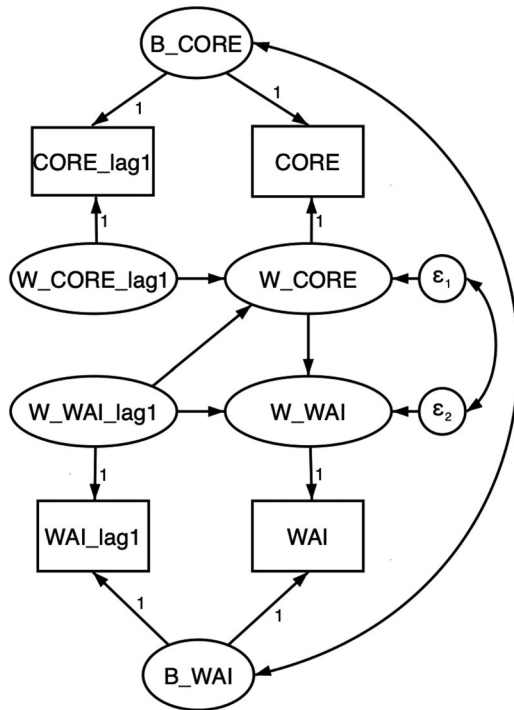 B_CORE
1
1
CORE_lag1
CORE
1
1
W_CORE_lag1
W_CORE
ε1
W_WAI_lag1
W_WAI
ε2
1
1
WAI_lag1
WAI
1
1
B_WAI